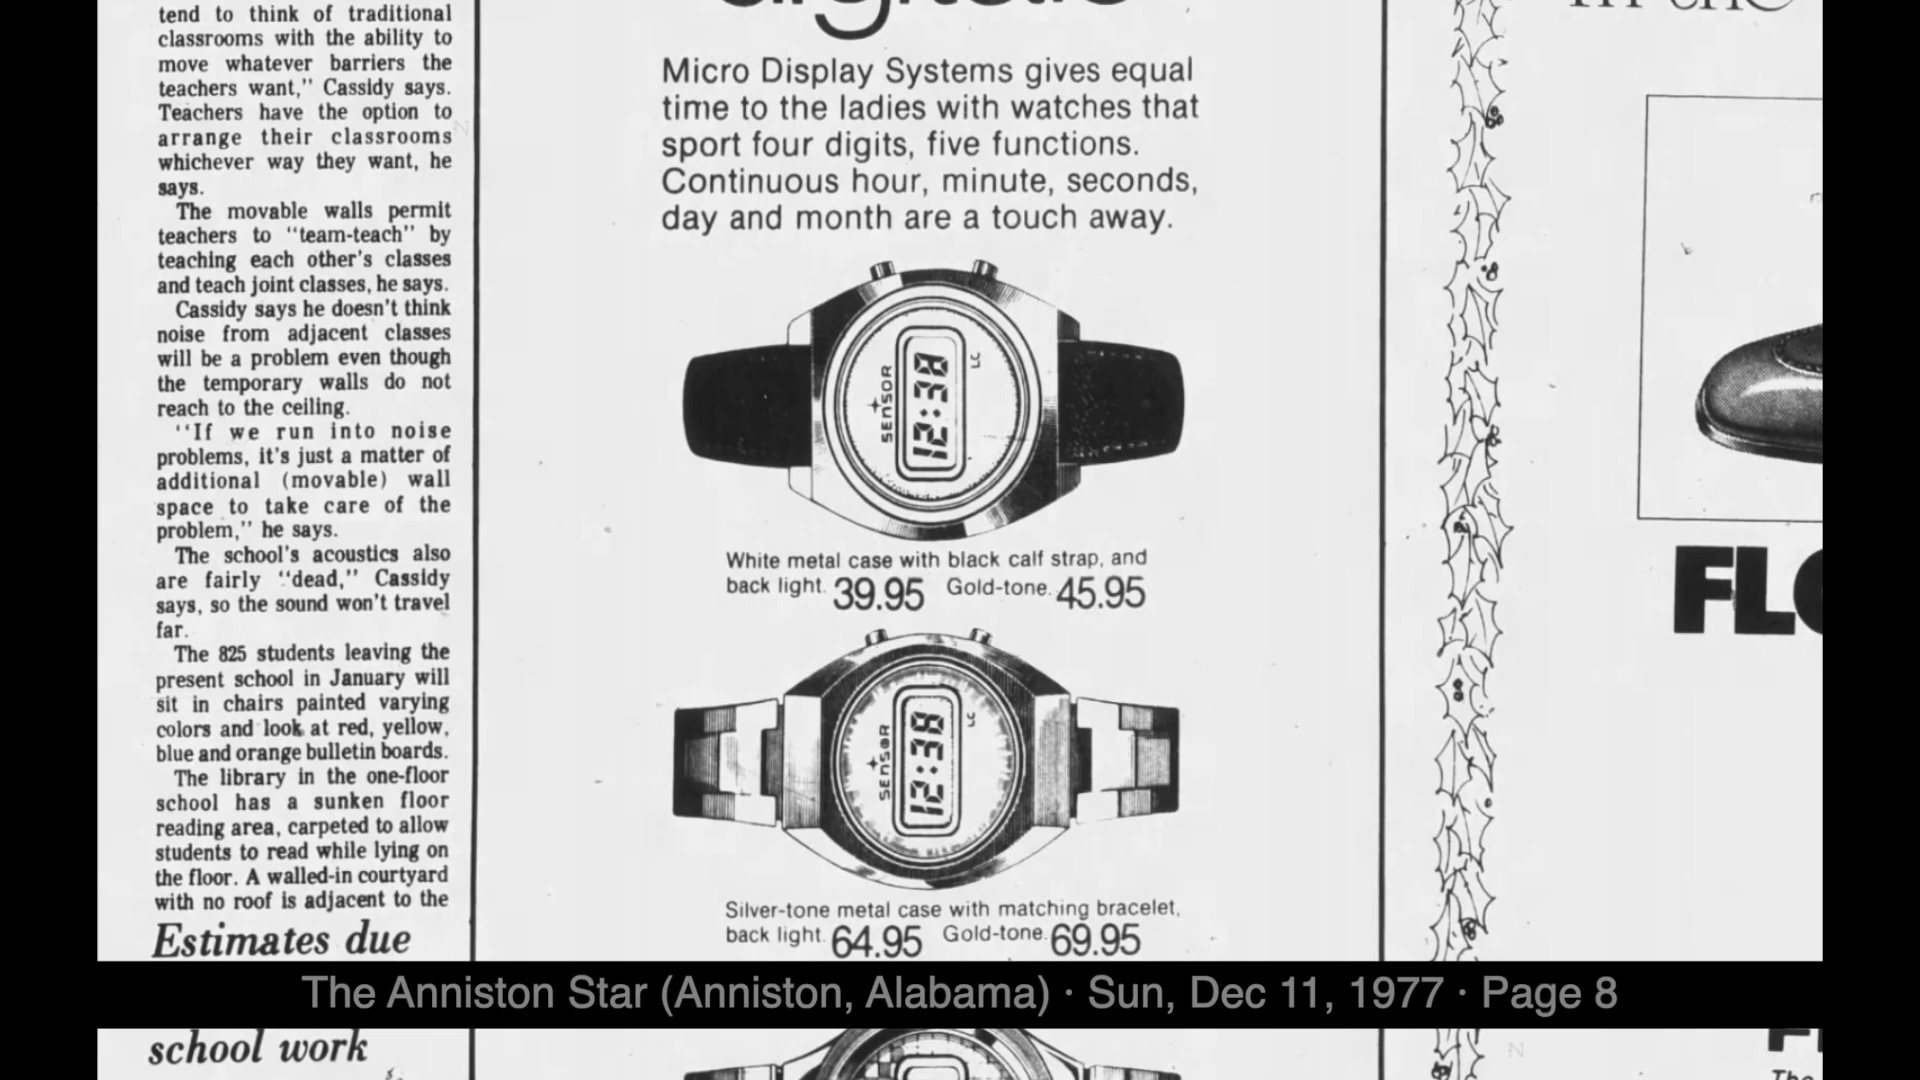 tend to think of traditional
classrooms with the ability to
move whatever barriers the
teachers want," Cassidy says.
Teachers have the option to
arrange their classrooms
whichever way they want, he
says.
The movable walls permit
teachers to "team-teach" by
teaching each other's classes
and teach joint classes, he says.
Cassidy says he doesn't think
noise from adjacent classes
will be a problem even though
the temporary walls do not
reach to the ceiling.
"If we run into noise
problems, it's just a matter of
additional (movable) wall
space to take care of the
problem," he says.
The school's acoustics also
are fairly "dead," Cassidy
says, so the sound won't travel
far.
The 825 students leaving the
present school in January will
sit in chairs painted varying
colors and look at red, yellow,
blue and orange bulletin boards.
The library in the one-floor
school has a sunken floor
reading area, carpeted to allow
students to read while lying on
the floor. A walled-in courtyard
with no roof is adjacent to the
Estimates due
school work
Micro Display Systems gives equal
time to the ladies with watches that
sport four digits, five functions.
Continuous hour, minute, seconds,
day and month are a touch away.
SENSOR
12:38
LC
White metal case with black calf strap, and
back light. 39.95 Gold-tone. 45.95
SENSOR
12:38
LC
Silver-tone metal case with matching bracelet,
back light. 64.95 Gold-tone. 69.95
The
The Anniston Star (Anniston, Alabama) · Sun, Dec 11, 1977 · Page 8